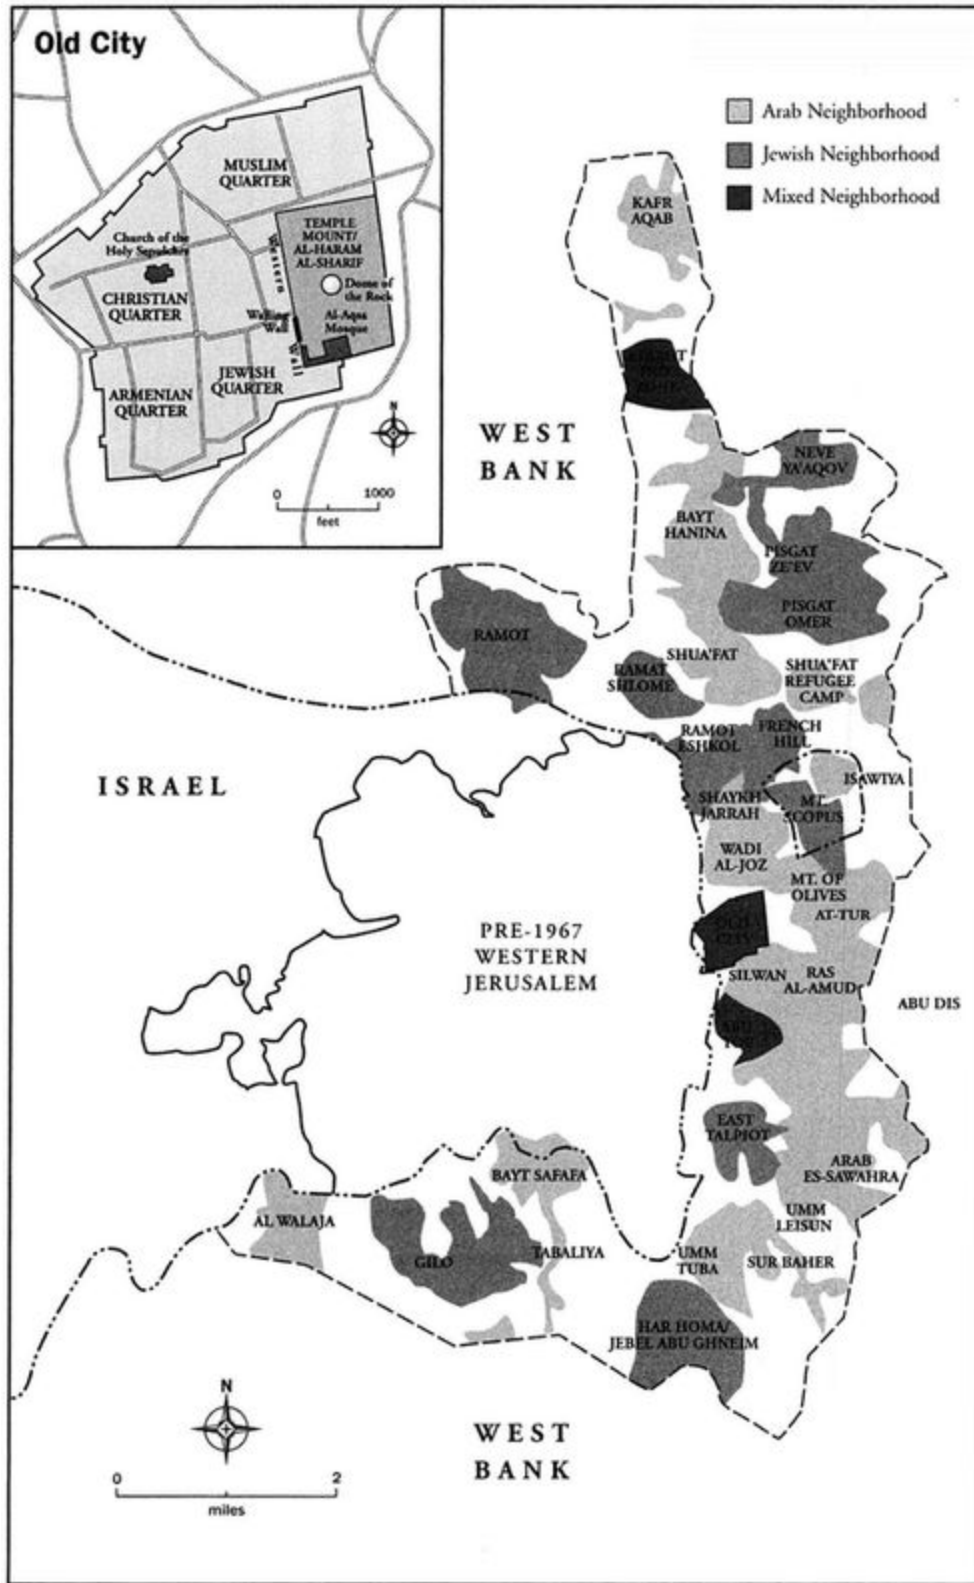 Old City
MUSLIM
QUARTER
Church of the
Holy Sepulchre
CHRISTIAN
QUARTER
TEMPLE
MOUNT/
AL-HARAM
AL-SHARIF
Dome of
the Rock
Al-Aqsa
Mosque
Western
Wall
Wailing
Wall
JEWISH
QUARTER
ARMENIAN
QUARTER
N
0 1000
feet
Arab Neighborhood
Jewish Neighborhood
Mixed Neighborhood
KAFR
AQAB
WEST
BANK
NEVE
YA'AQOV
BAYT
HANINA
PISGAT
ZE'EV
PISGAT
OMER
RAMOT
SHUA'FAT
RAMAT
SHLOME
SHUA'FAT
REFUGEE
CAMP
RAMOT
ESHKOL
FRENCH
HILL
ISRAEL
ISAWIYA
SHAYKH
JARRAH
MT.
SCOPUS
WADI
AL-JOZ
MT. OF
OLIVES
AT-TUR
PRE-1967
WESTERN
JERUSALEM
OLD
CITY
SILWAN
RAS
AL-AMUD
ABU DIS
ABU
EAST
TALPIOT
ARAB
ES-SAWAHRA
BAYT SAFAFA
UMM
LEISUN
AL WALAJA
GILO
TABALIYA
UMM
TUBA
SUR BAHER
HAR HOMA/
JEBEL ABU GHNEIM
N
0 2
miles
WEST
BANK